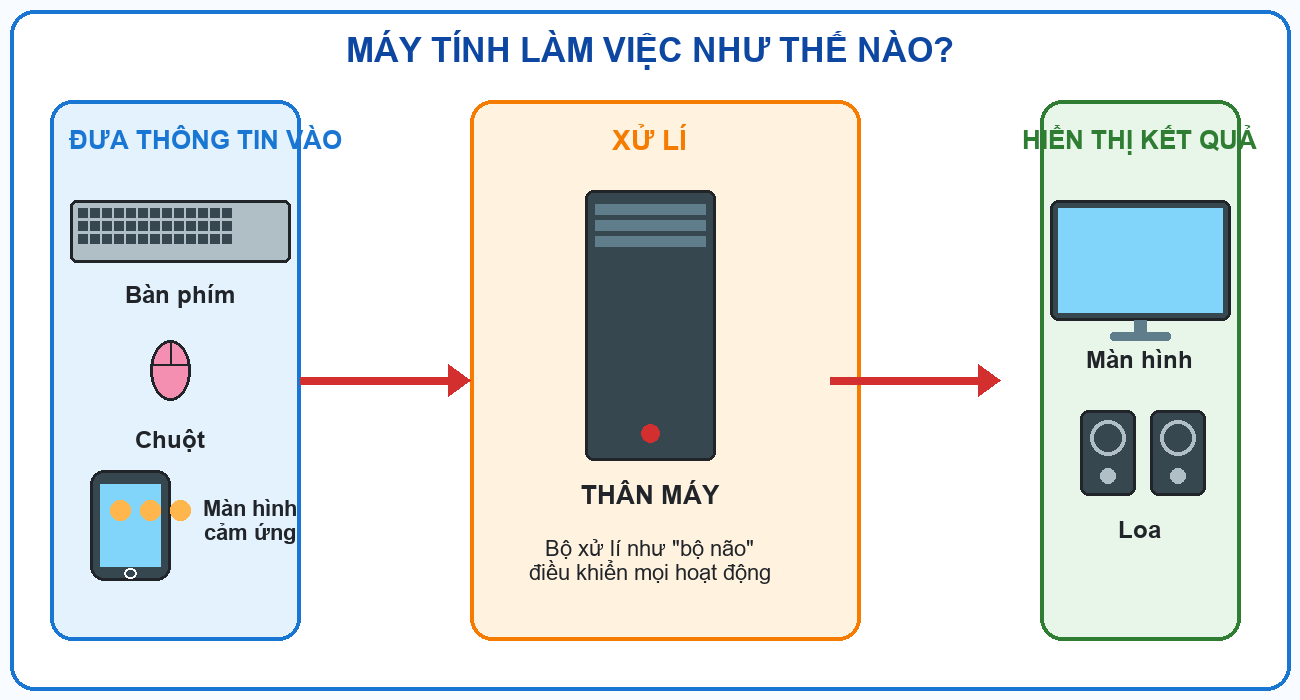 MÁY TÍNH LÀM VIỆC NHƯ THẾ NÀO?
ĐƯA THÔNG TIN VÀO
Bàn phím
Chuột
Màn hình
cảm ứng
XỬ LÍ
THÂN MÁY
Bộ xử lí như "bộ não"
điều khiển mọi hoạt động
HIỂN THỊ KẾT QUẢ
Màn hình
Loa